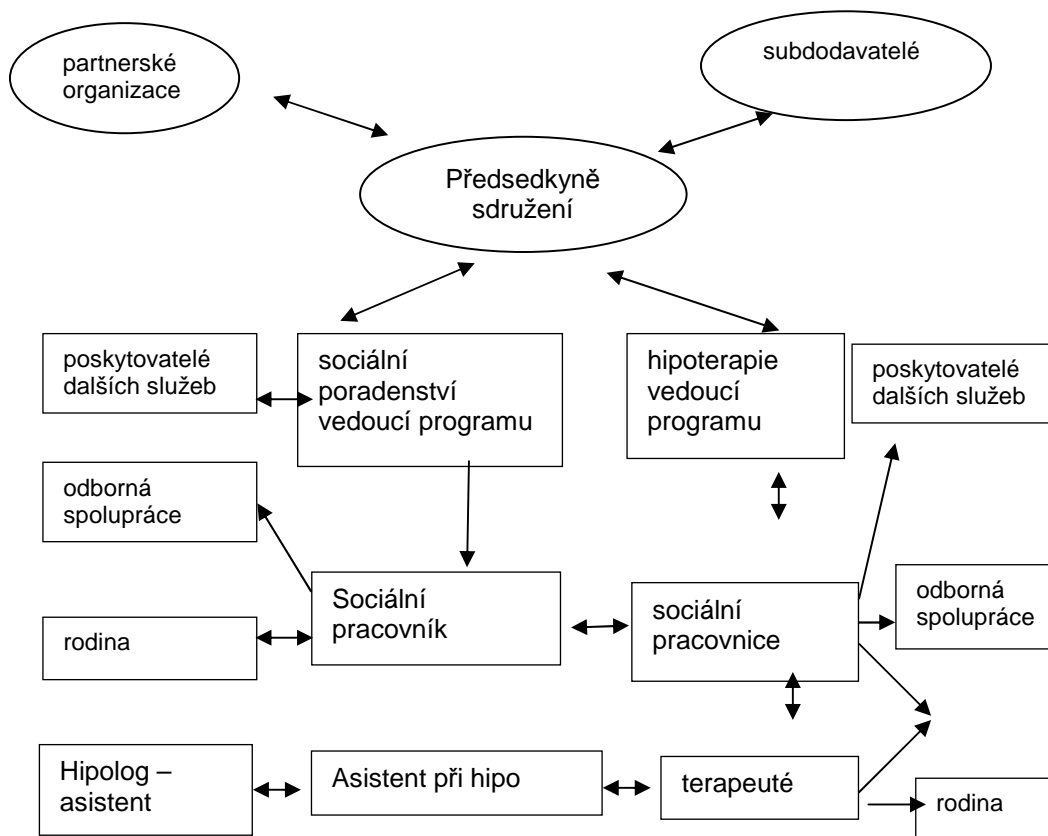 partnerské
organizace
subdodavatelé
Předsedkyně
sdružení
poskytovatelé
dalších služeb
sociální
poradenství
vedoucí programu
hipoterapie
vedoucí
programu
poskytovatelé
dalších služeb
odborná
spolupráce
Sociální
pracovník
sociální
pracovnice
odborná
spolupráce
rodina
Hipolog –
asistent
Asistent při hipo
terapeuté
rodina